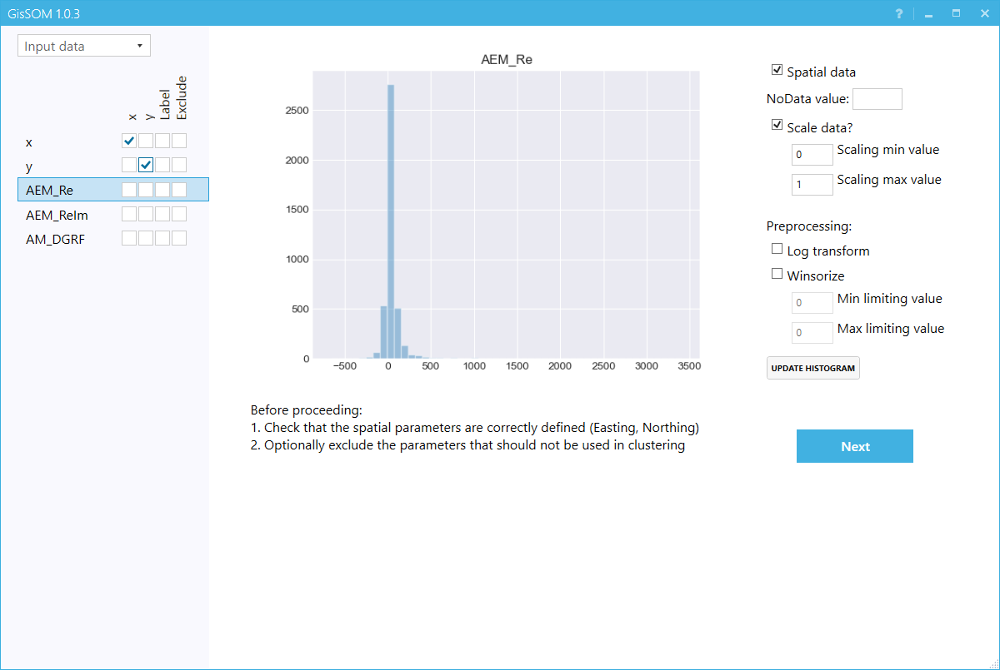 GisSOM 1.0.3
?
Input data
x
y
Label
Exclude
x
y
AEM_Re
AEM_ReIm
AM_DGRF
AEM_Re
2500
2000
1500
1000
500
0
−500 0 500 1000 1500 2000 2500 3000 3500
Before proceeding:
1. Check that the spatial parameters are correctly defined (Easting, Northing)
2. Optionally exclude the parameters that should not be used in clustering
Spatial data
NoData value:
Scale data?
0 Scaling min value
1 Scaling max value
Preprocessing:
Log transform
Winsorize
0 Min limiting value
0 Max limiting value
UPDATE HISTOGRAM
Next